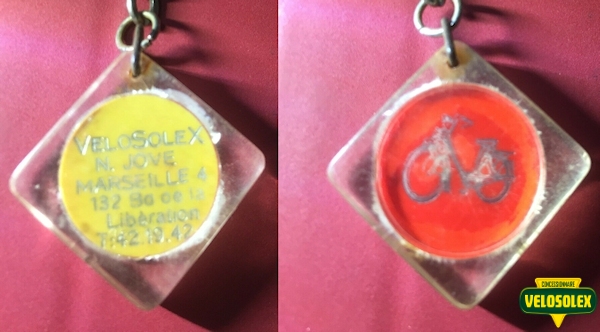 VELOSOLEX
N. JOVE
MARSEILLE 4
132 Bd de la
Libération
T:42.19.42
CONCESSIONNAIRE
VELOSOLEX